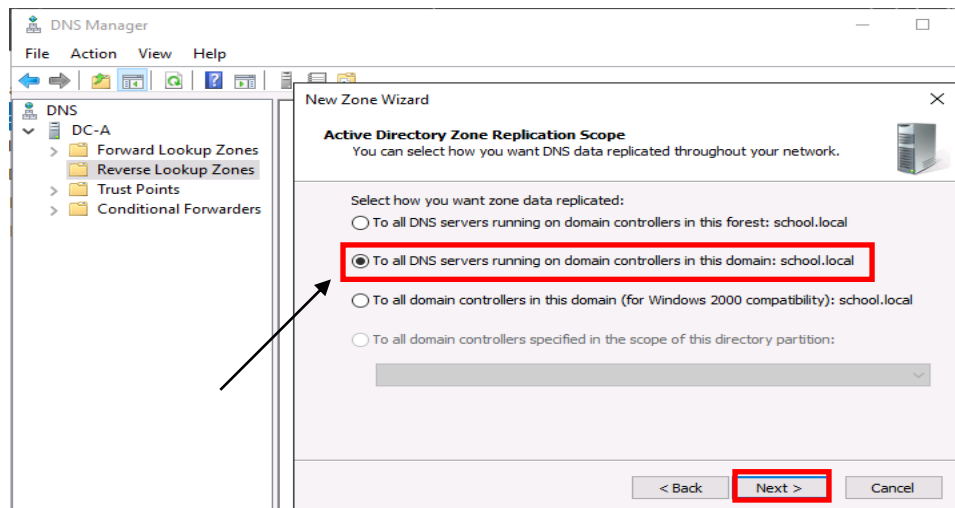 DNS Manager
File Action View Help
DNS
DC-A
Forward Lookup Zones
Reverse Lookup Zones
Trust Points
Conditional Forwarders
New Zone Wizard
Active Directory Zone Replication Scope
You can select how you want DNS data replicated throughout your network.
Select how you want zone data replicated:
To all DNS servers running on domain controllers in this forest: school.local
To all DNS servers running on domain controllers in this domain: school.local
To all domain controllers in this domain (for Windows 2000 compatibility): school.local
To all domain controllers specified in the scope of this directory partition:
< Back Next > Cancel